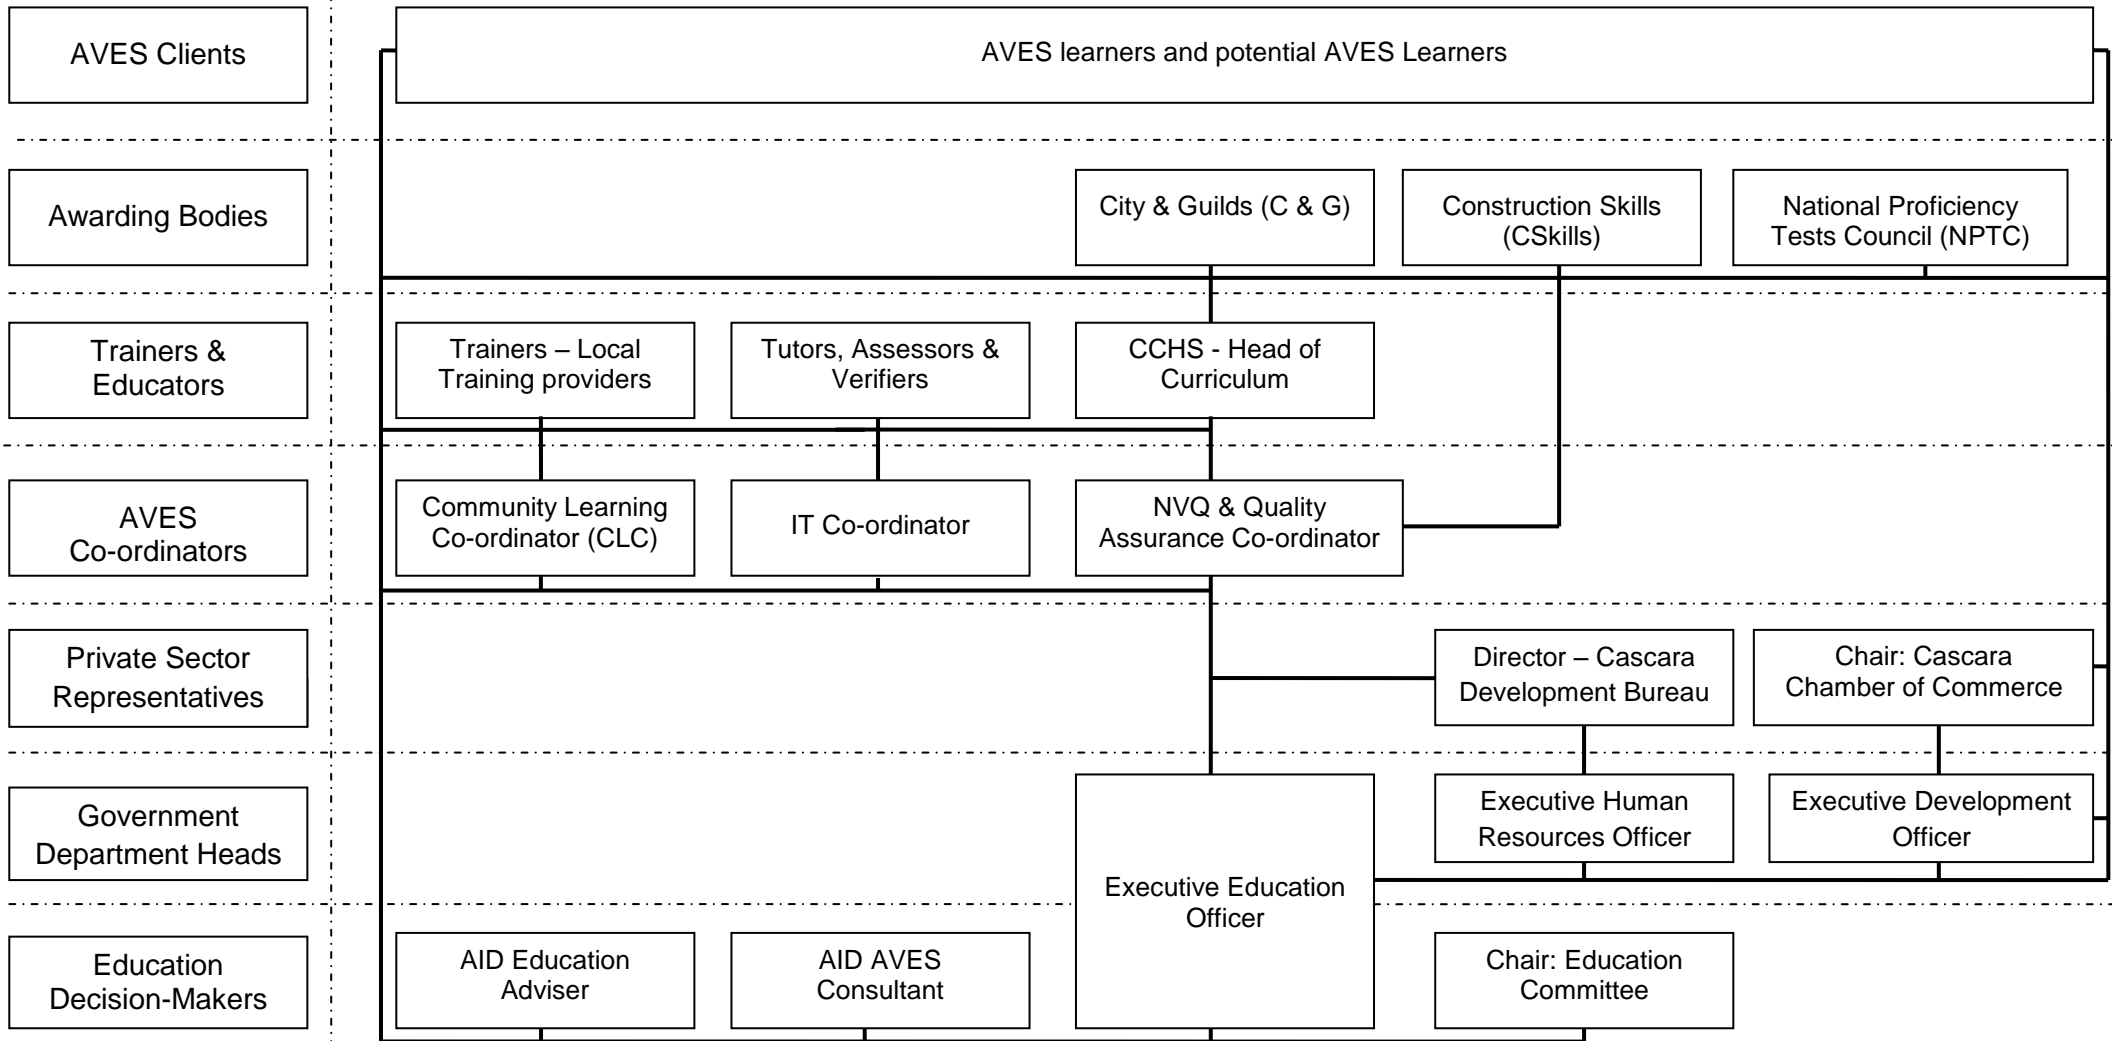 AVES Clients
AVES learners and potential AVES Learners
Awarding Bodies
City & Guilds (C & G)
Construction Skills
(CSkills)
National Proficiency
Tests Council (NPTC)
Trainers &
Educators
Trainers – Local
Training providers
Tutors, Assessors &
Verifiers
CCHS - Head of
Curriculum
AVES
Co-ordinators
Community Learning
Co-ordinator (CLC)
IT Co-ordinator
NVQ & Quality
Assurance Co-ordinator
Private Sector
Representatives
Director – Cascara
Development Bureau
Chair: Cascara
Chamber of Commerce
Government
Department Heads
Executive Education
Officer
Executive Human
Resources Officer
Executive Development
Officer
Education
Decision-Makers
AID Education
Adviser
AID AVES
Consultant
Chair: Education
Committee